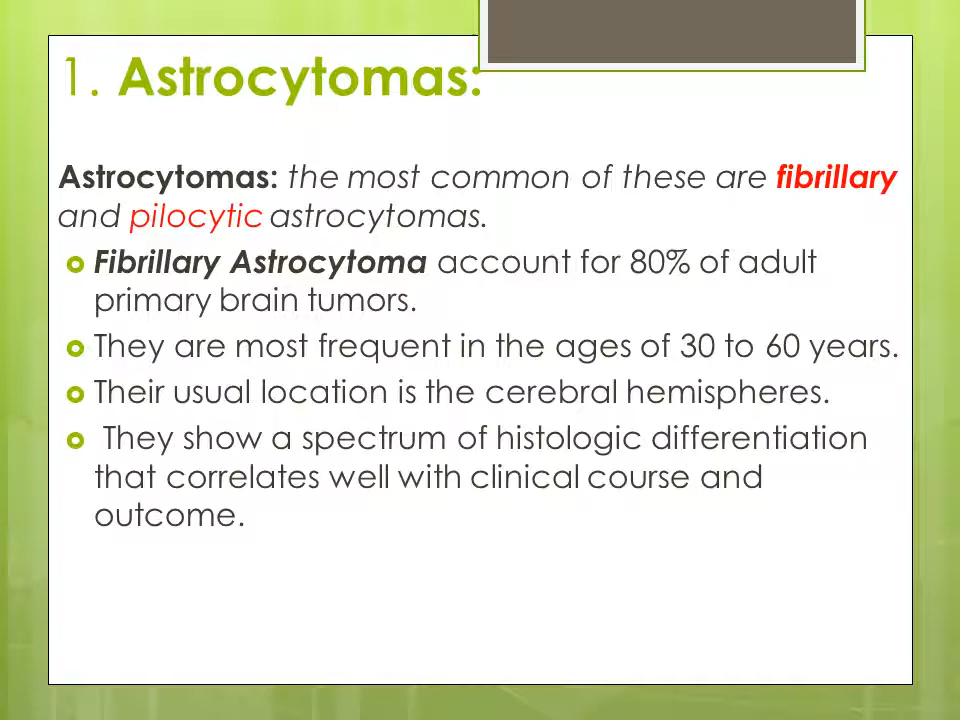 1. Astrocytomas:
Astrocytomas: the most common of these are fibrillary
and pilocytic astrocytomas.
Fibrillary Astrocytoma account for 80% of adult
primary brain tumors.
They are most frequent in the ages of 30 to 60 years.
Their usual location is the cerebral hemispheres.
They show a spectrum of histologic differentiation
that correlates well with clinical course and
outcome.